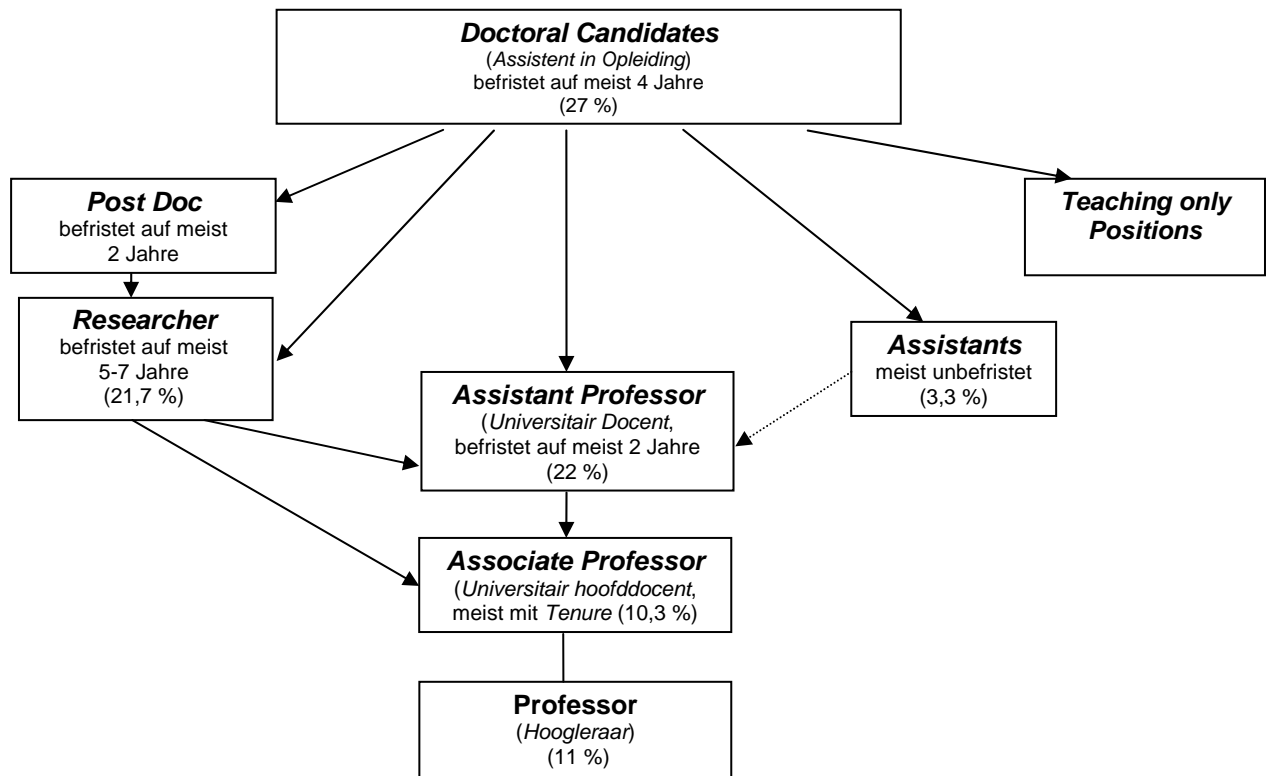 Doctoral Candidates
(Assistent in Opleiding)
befristet auf meist 4 Jahre
(27 %)
Post Doc
befristet auf meist
2 Jahre
Teaching only
Positions
Researcher
befristet auf meist
5-7 Jahre
(21,7 %)
Assistants
meist unbefristet
(3,3 %)
Assistant Professor
(Universitair Docent,
befristet auf meist 2 Jahre
(22 %)
Associate Professor
(Universitair hoofddocent,
meist mit Tenure (10,3 %)
Professor
(Hoogleraar)
(11 %)